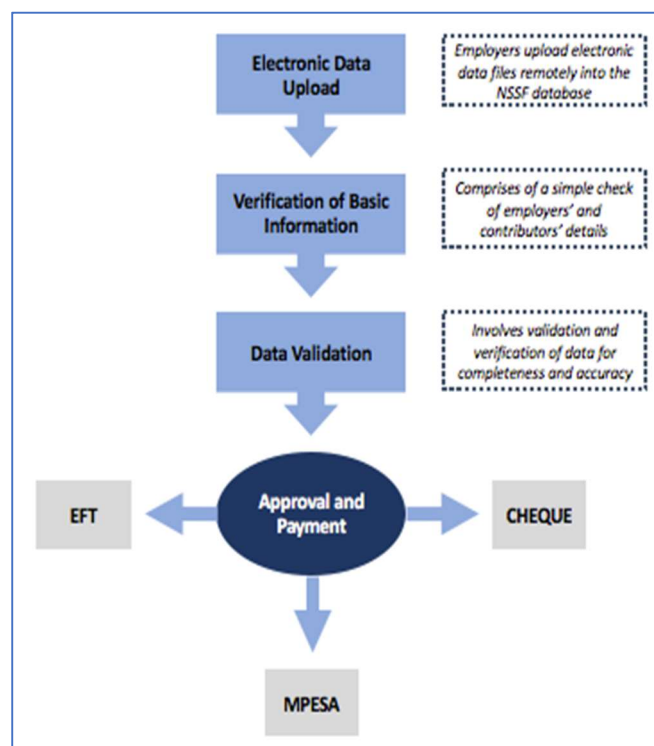 Electronic Data
Upload
Employers upload electronic
data files remotely into the
NSSF database
Verification of Basic
Information
Comprises of a simple check
of employers' and
contributors' details
Data Validation
Involves validation and
verification of data for
completeness and accuracy
Approval and
Payment
EFT
CHEQUE
MPESA